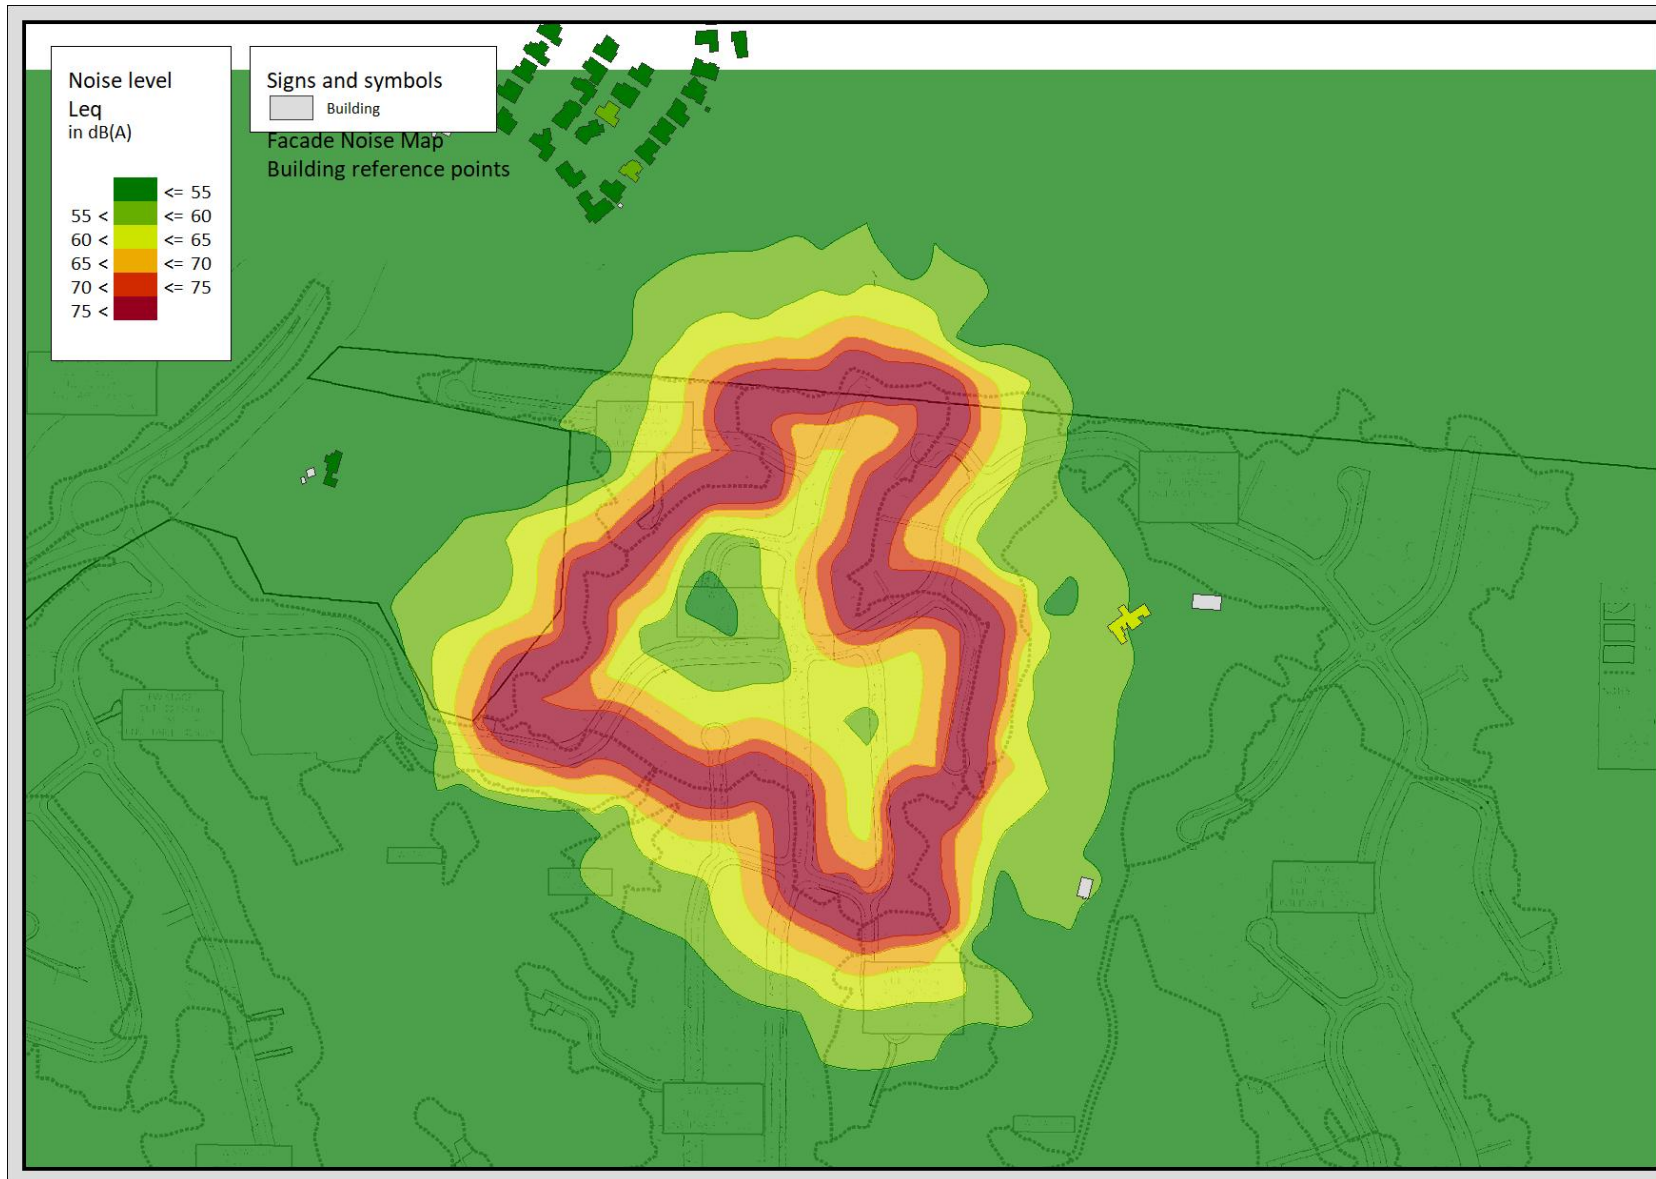 Noise level
Leq
in dB(A)
<= 55
55 < <= 60
60 < <= 65
65 < <= 70
70 < <= 75
75 <
Signs and symbols
Building
Facade Noise Map
Building reference points